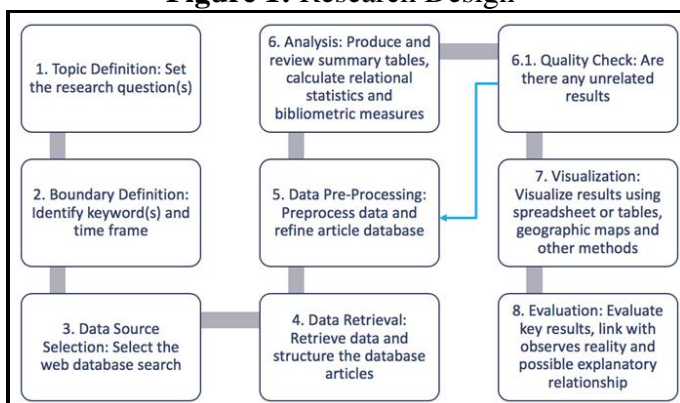 Figure 1. Research Design
1. Topic Definition: Set
the research question(s)
2. Boundary Definition:
Identify keyword(s) and
time frame
3. Data Source
Selection: Select the
web database search
4. Data Retrieval:
Retrieve data and
structure the database
articles
5. Data Pre-Processing:
Preprocess data and
refine article database
6. Analysis: Produce and
review summary tables,
calculate relational
statistics and
bibliometric measures
6.1. Quality Check: Are
there any unrelated
results
7. Visualization:
Visualize results using
spreadsheet or tables,
geographic maps and
other methods
8. Evaluation: Evaluate
key results, link with
observes reality and
possible explanatory
relationship